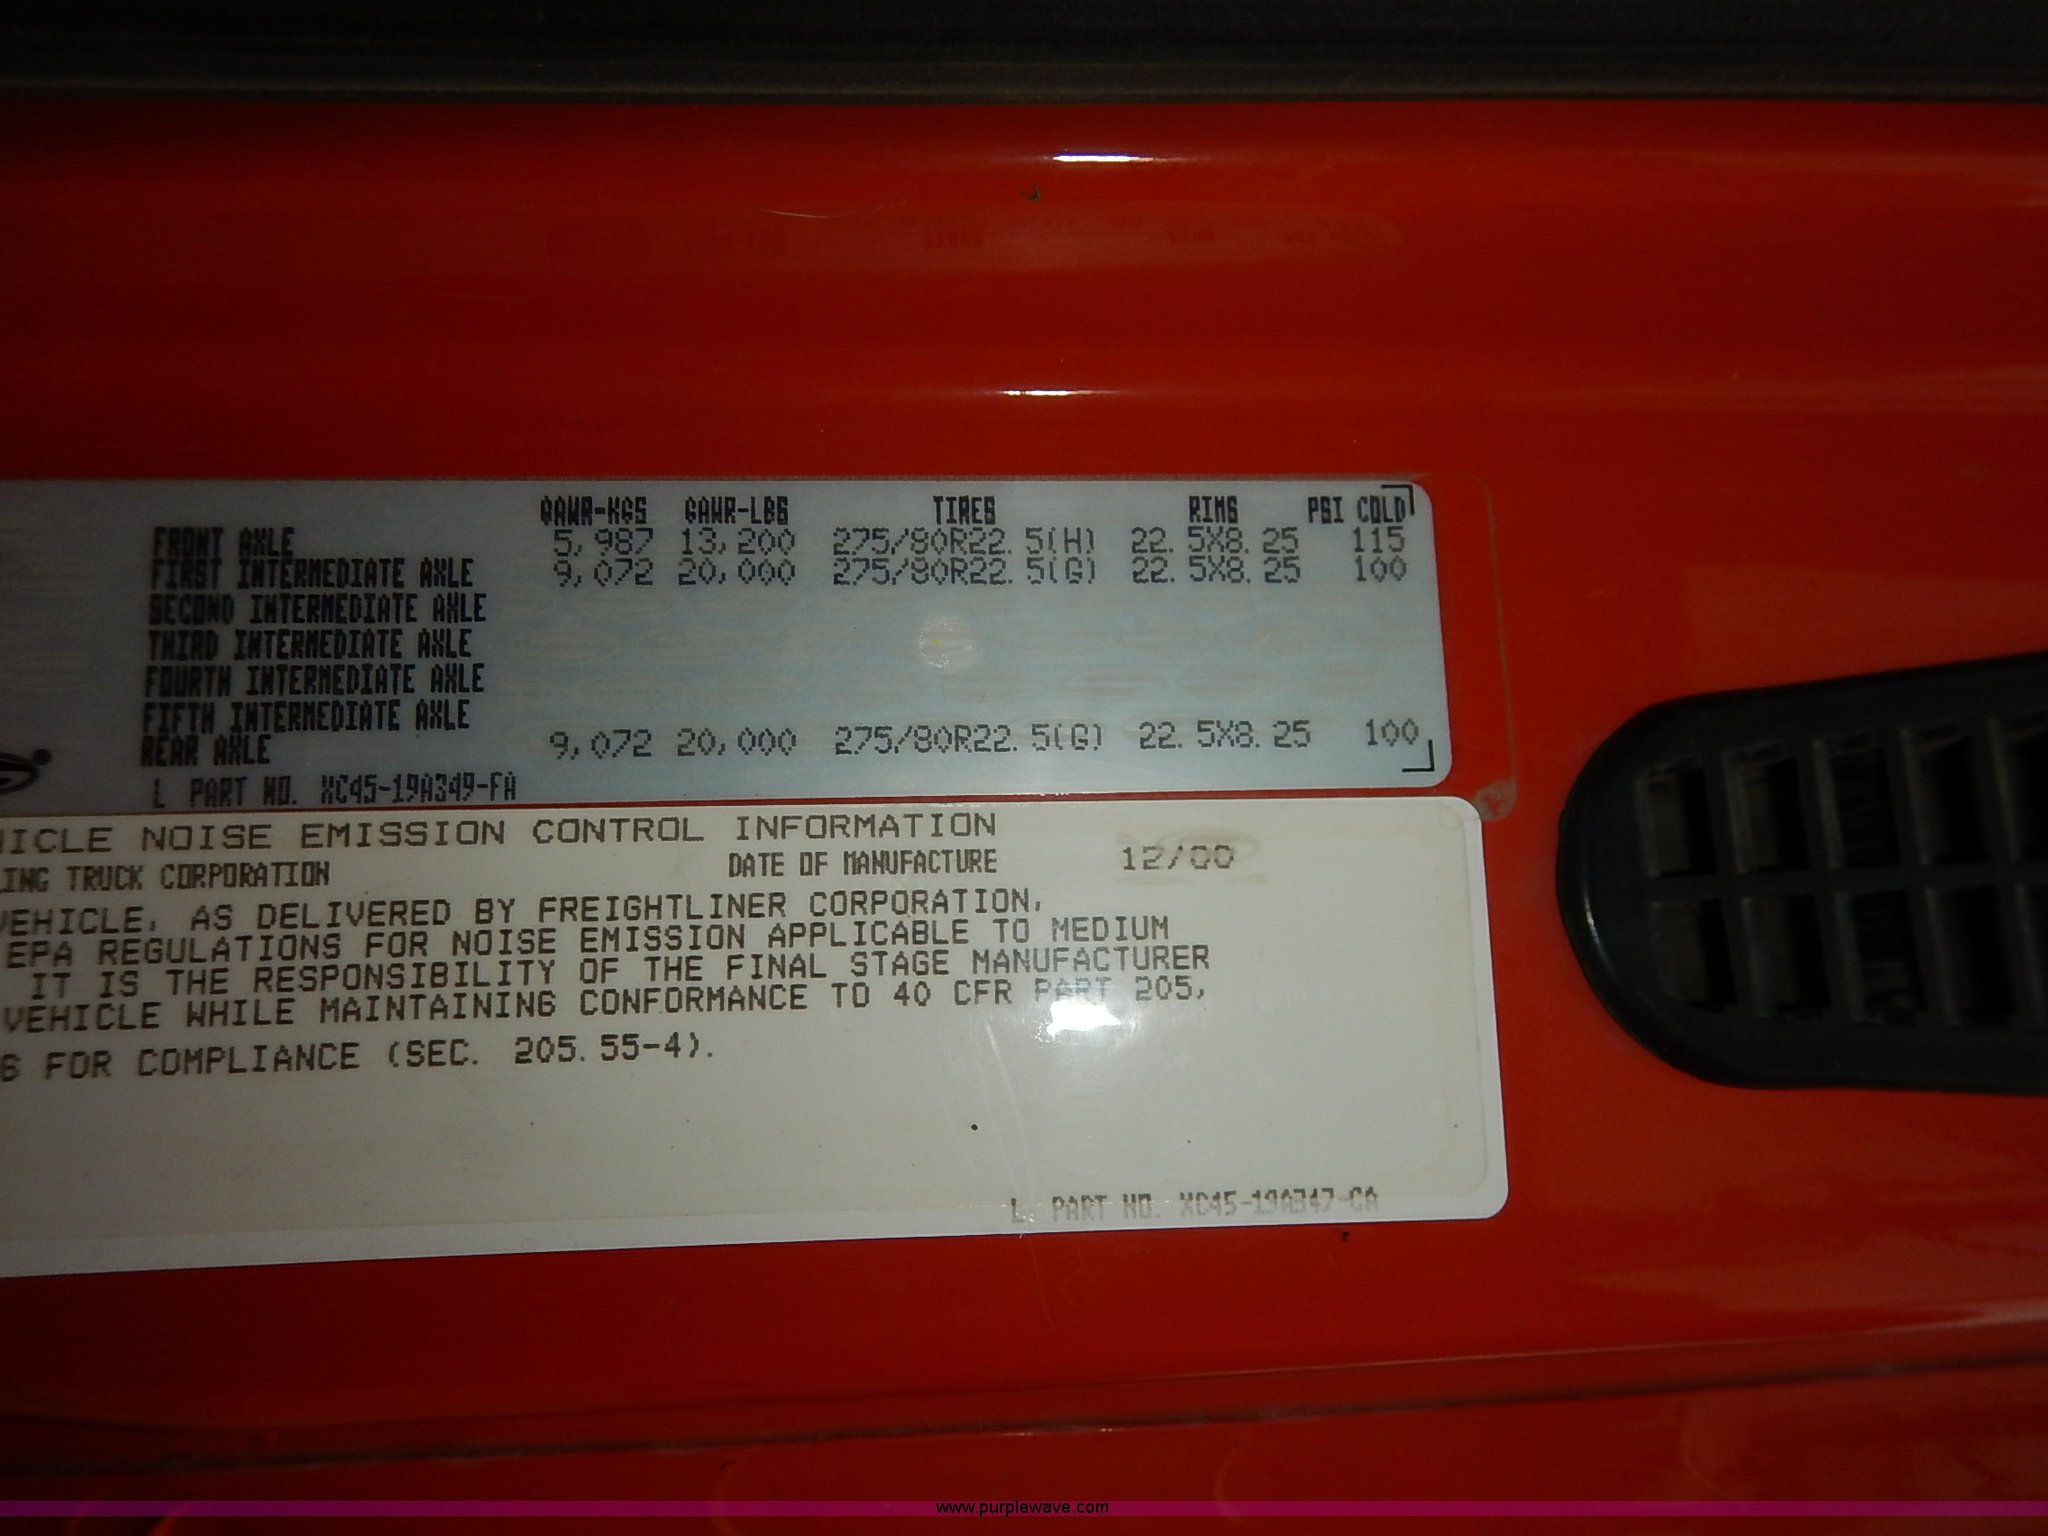 GAWR-KGS GAWR-LBS TIRES RIMS PSI COLD
FRONT AXLE 5,987 13,200 275/80R22.5(H) 22.5X8.25 115
FIRST INTERMEDIATE AXLE 9,072 20,000 275/80R22.5(G) 22.5X8.25 100
SECOND INTERMEDIATE AXLE
THIRD INTERMEDIATE AXLE
FOURTH INTERMEDIATE AXLE
FIFTH INTERMEDIATE AXLE
REAR AXLE 9,072 20,000 275/80R22.5(G) 22.5X8.25 100
L PART NO. XC45-19A349-FA
HICLE NOISE EMISSION CONTROL INFORMATION
LING TRUCK CORPORATION DATE OF MANUFACTURE 12/00
VEHICLE, AS DELIVERED BY FREIGHTLINER CORPORATION,
EPA REGULATIONS FOR NOISE EMISSION APPLICABLE TO MEDIUM
IT IS THE RESPONSIBILITY OF THE FINAL STAGE MANUFACTURER
VEHICLE WHILE MAINTAINING CONFORMANCE TO 40 CFR PART 205,
G FOR COMPLIANCE (SEC. 205.55-4).
L PART NO. XC45-19A347-CA
www.purplewave.com